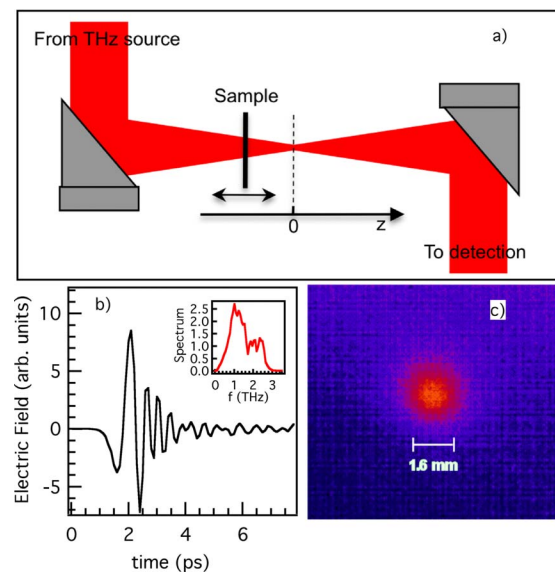 From THz source
a)
Sample
0
z
To detection
b)
c)
Electric Field (arb. units)
10
5
0
-5
0
2
4
6
time (ps)
Spectrum
2.5
2.0
1.5
1.0
0.5
0.0
0
1
2
3
f (THz)
1.6 mm